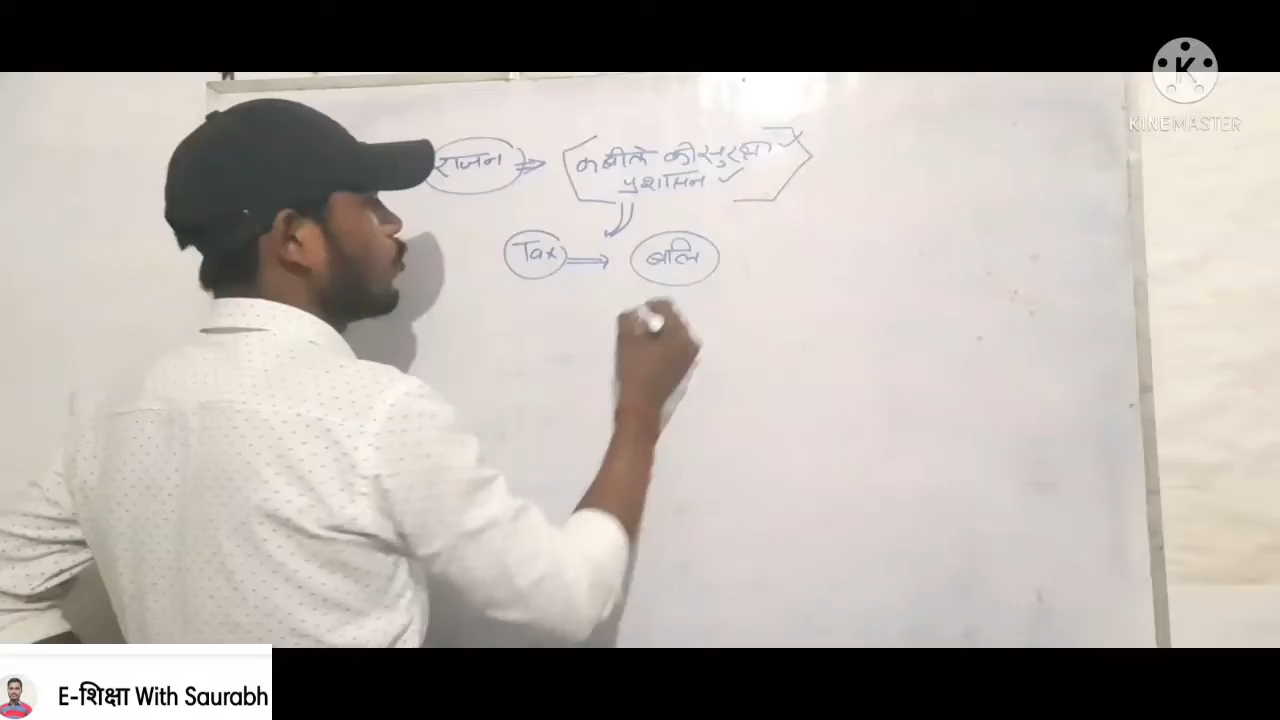 KINEMASTER
राजन ⇒ कबीले की सुरक्षा ✓
प्रशासन ✓
Tax ⇒ बलि
E-शिक्षा With Saurabh